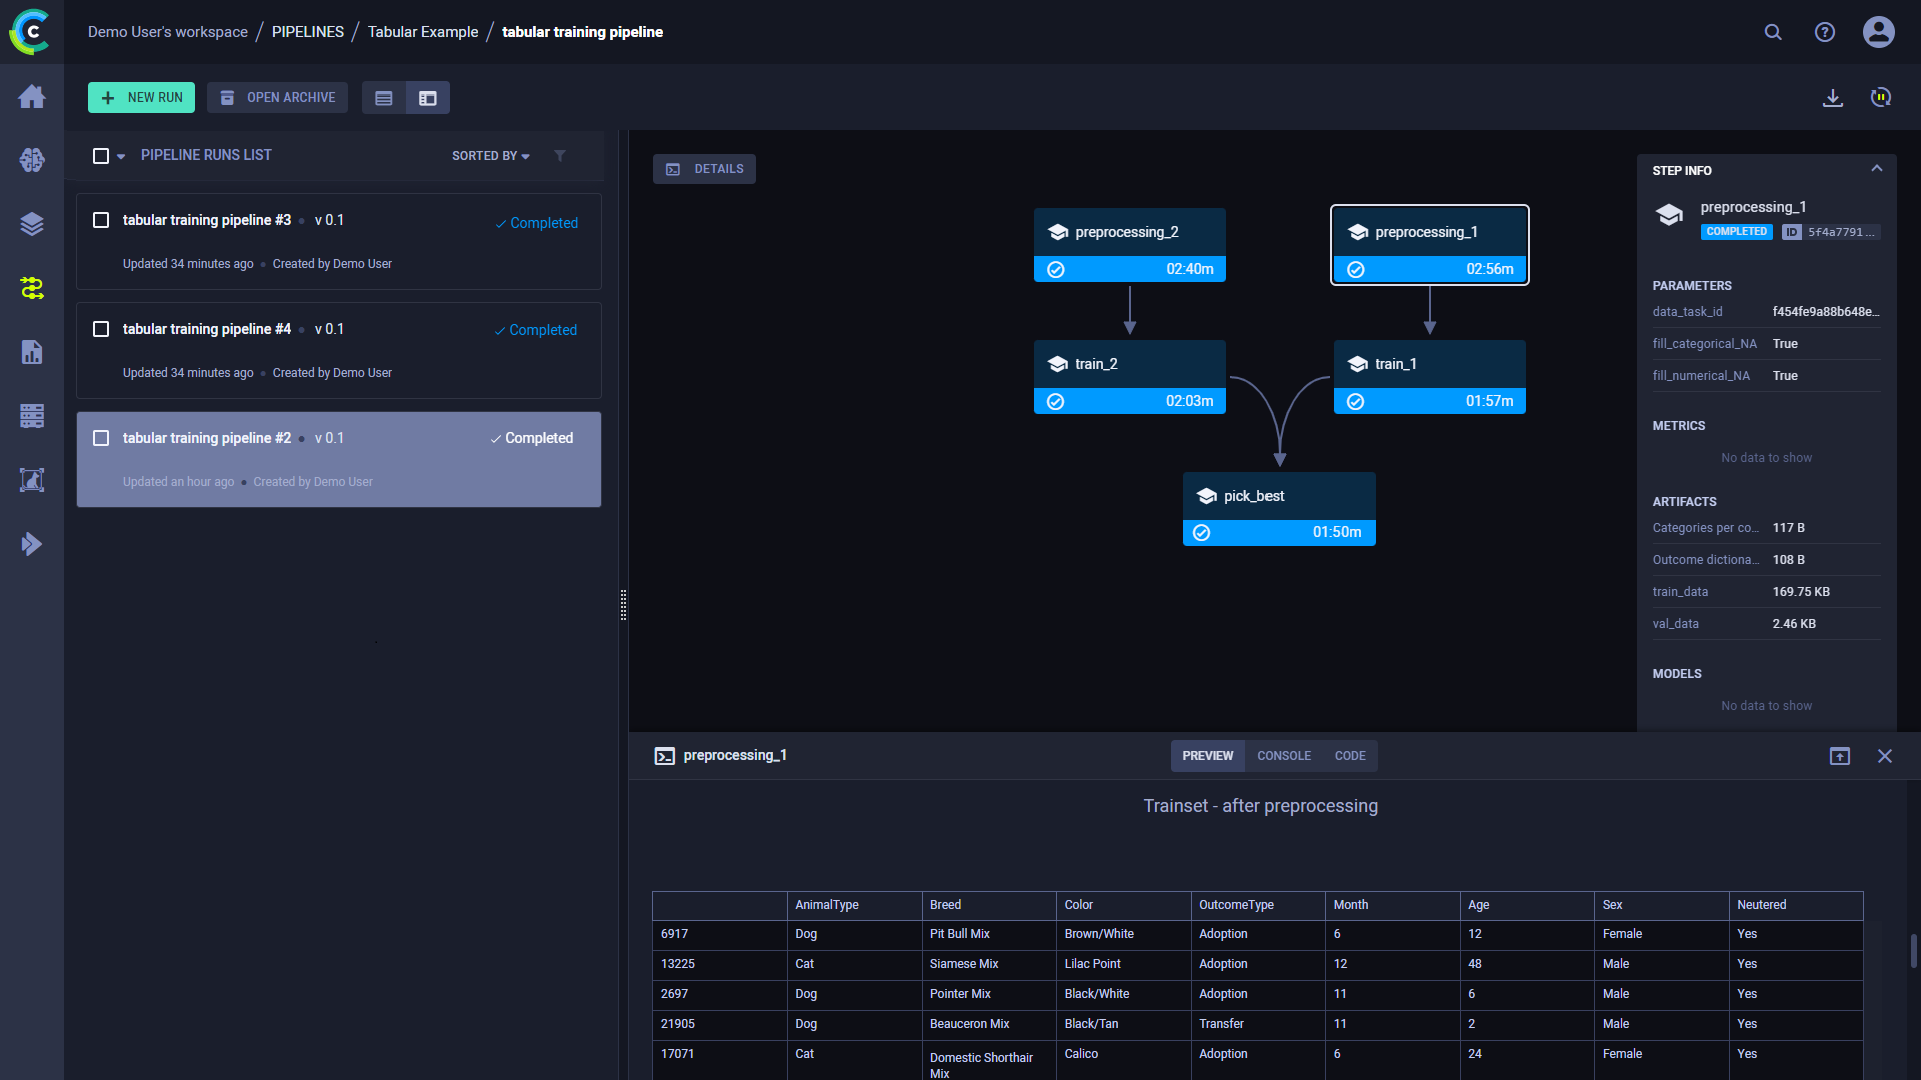 Demo User's workspace / PIPELINES / Tabular Example / tabular training pipeline
NEW RUN
OPEN ARCHIVE
PIPELINE RUNS LIST
SORTED BY
tabular training pipeline #3 • v 0.1
Completed
Updated 34 minutes ago • Created by Demo User
tabular training pipeline #4 • v 0.1
Completed
Updated 34 minutes ago • Created by Demo User
tabular training pipeline #2 • v 0.1
Completed
Updated an hour ago • Created by Demo User
DETAILS
preprocessing_2
02:40m
preprocessing_1
02:56m
train_2
02:03m
train_1
01:57m
pick_best
01:50m
STEP INFO
preprocessing_1
COMPLETED ID 5f4a7791...
PARAMETERS
data_task_id f454fe9a88b648e...
fill_categorical_NA True
fill_numerical_NA True
METRICS
No data to show
ARTIFACTS
Categories per co... 117 B
Outcome dictiona... 108 B
train_data 169.75 KB
val_data 2.46 KB
MODELS
No data to show
preprocessing_1
PREVIEW CONSOLE CODE
Trainset - after preprocessing
AnimalType Breed Color OutcomeType Month Age Sex Neutered
6917 Dog Pit Bull Mix Brown/White Adoption 6 12 Female Yes
13225 Cat Siamese Mix Lilac Point Adoption 12 48 Male Yes
2697 Dog Pointer Mix Black/White Adoption 11 6 Male Yes
21905 Dog Beauceron Mix Black/Tan Transfer 11 2 Male Yes
17071 Cat Domestic Shorthair Mix Calico Adoption 6 24 Female Yes